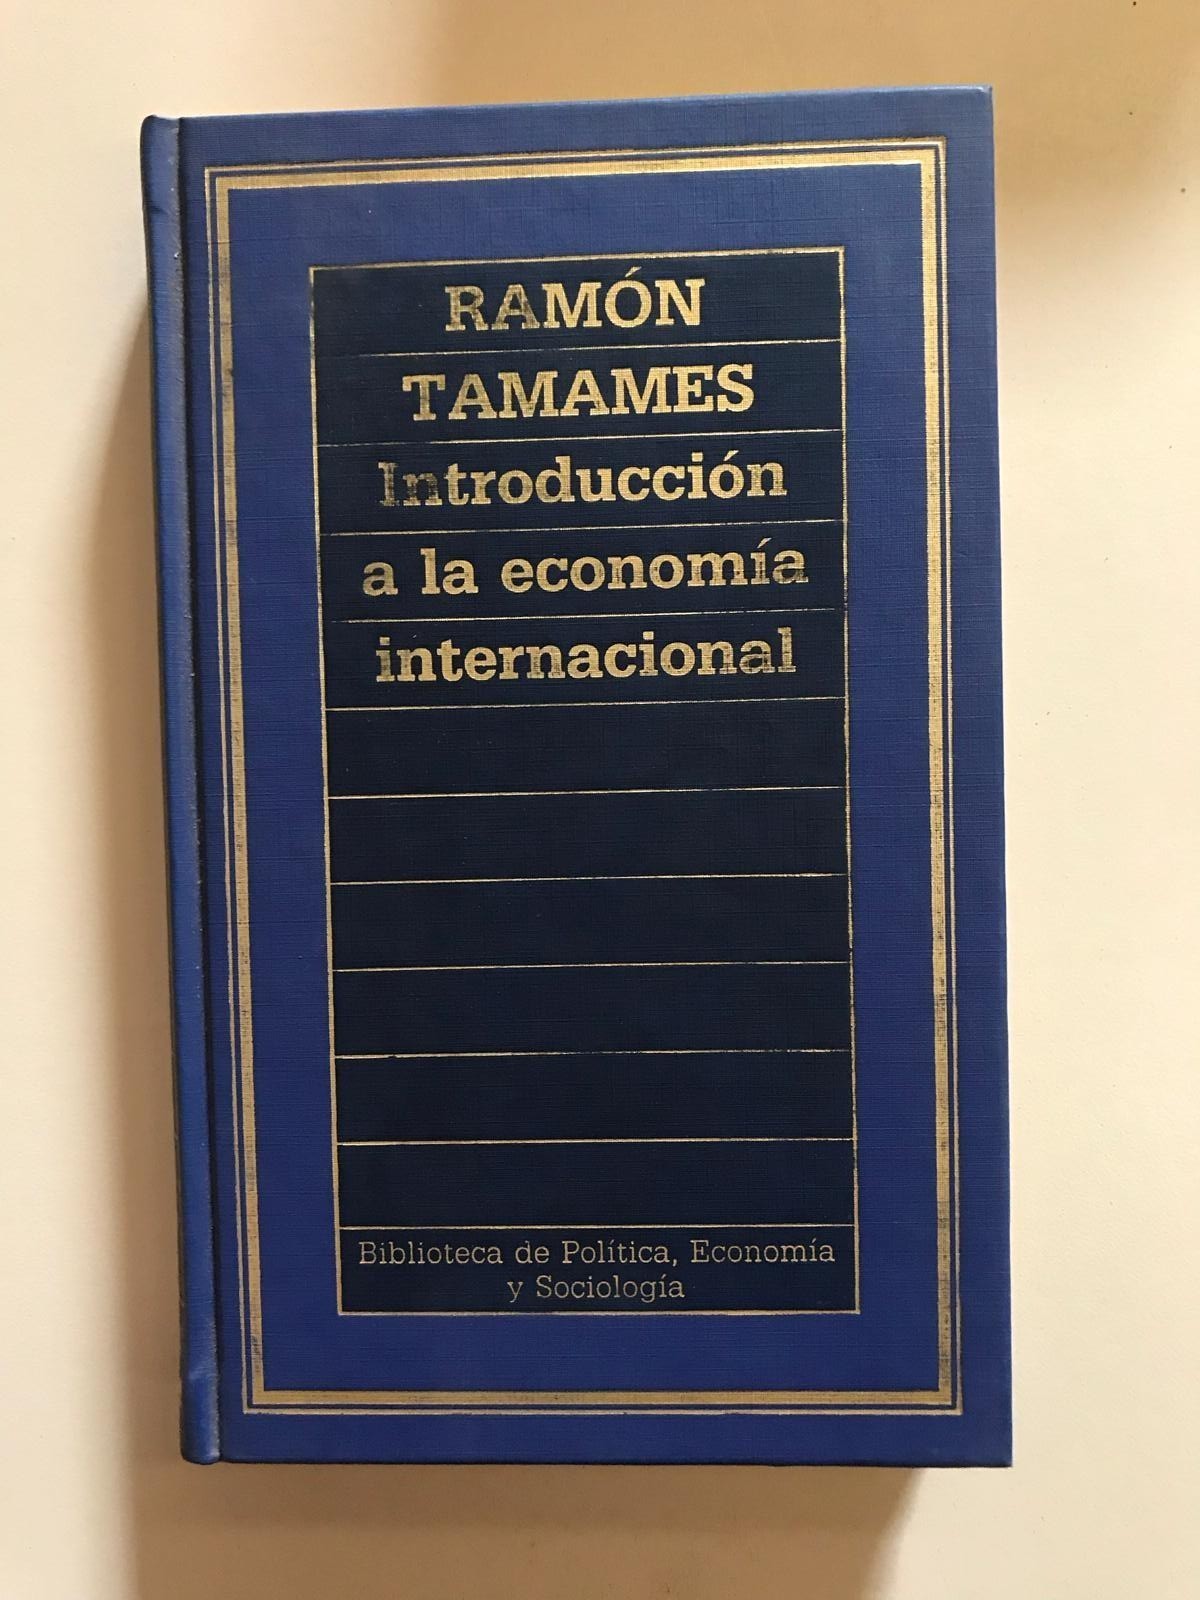 RAMÓN
TAMAMES
Introducción
a la economía
internacional
Biblioteca de Política, Economía
y Sociología